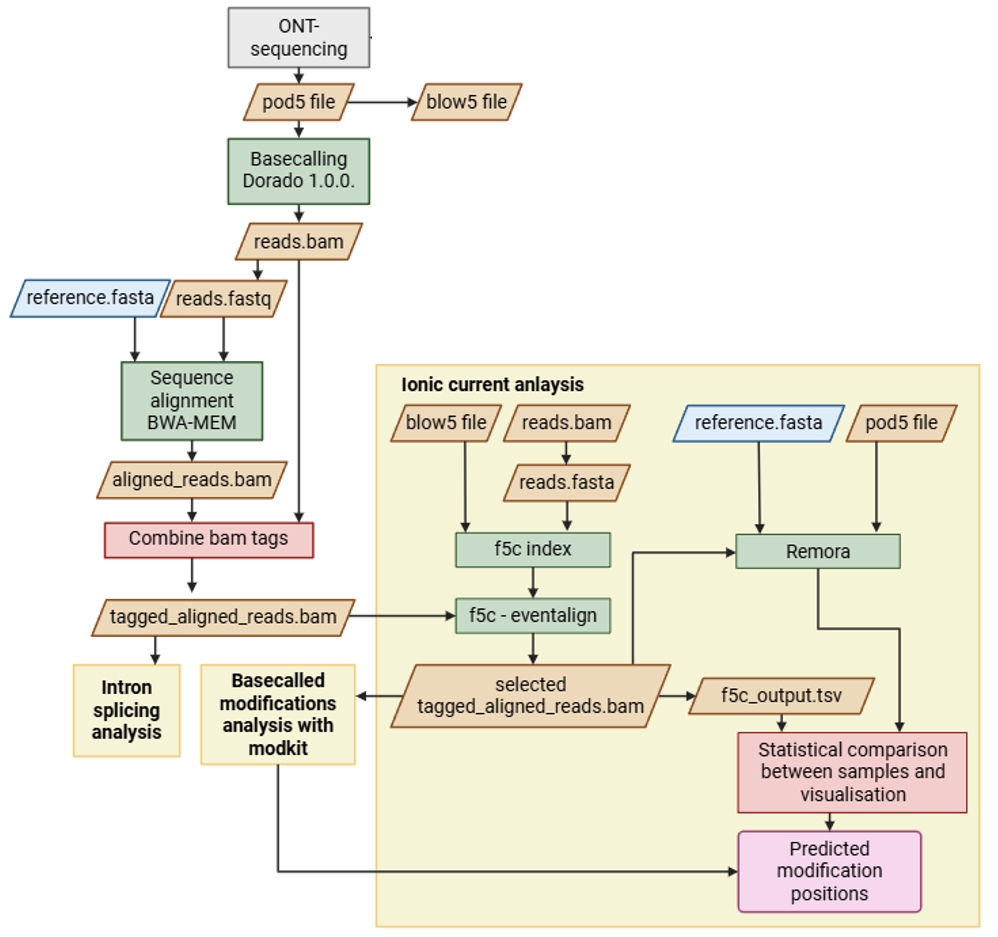 ONT-
sequencing
pod5 file
blow5 file
Basecalling
Dorado 1.0.0.
reads.bam
reference.fasta
reads.fastq
Sequence
alignment
BWA-MEM
aligned_reads.bam
Combine bam tags
tagged_aligned_reads.bam
Intron
splicing
analysis
Basecalled
modifications
analysis with
modkit
Ionic current anlaysis
blow5 file
reads.bam
reads.fasta
reference.fasta
pod5 file
f5c index
Remora
f5c - eventalign
selected
tagged_aligned_reads.bam
f5c_output.tsv
Statistical comparison
between samples and
visualisation
Predicted
modification
positions